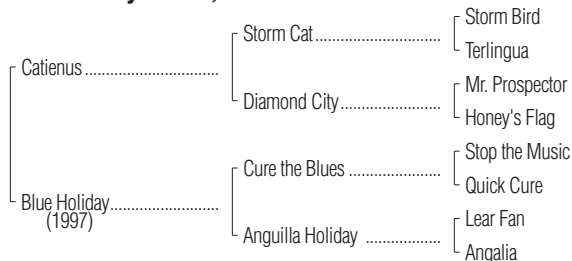 Storm Bird
Storm Cat..................................
Terlingua
Catienus ....................................
Mr. Prospector
Diamond City...........................
Honey's Flag
Stop the Music
Cure the Blues ........................
Quick Cure
Blue Holiday.............................
(1997)
Lear Fan
Anguilla Holiday ....................
Angalia